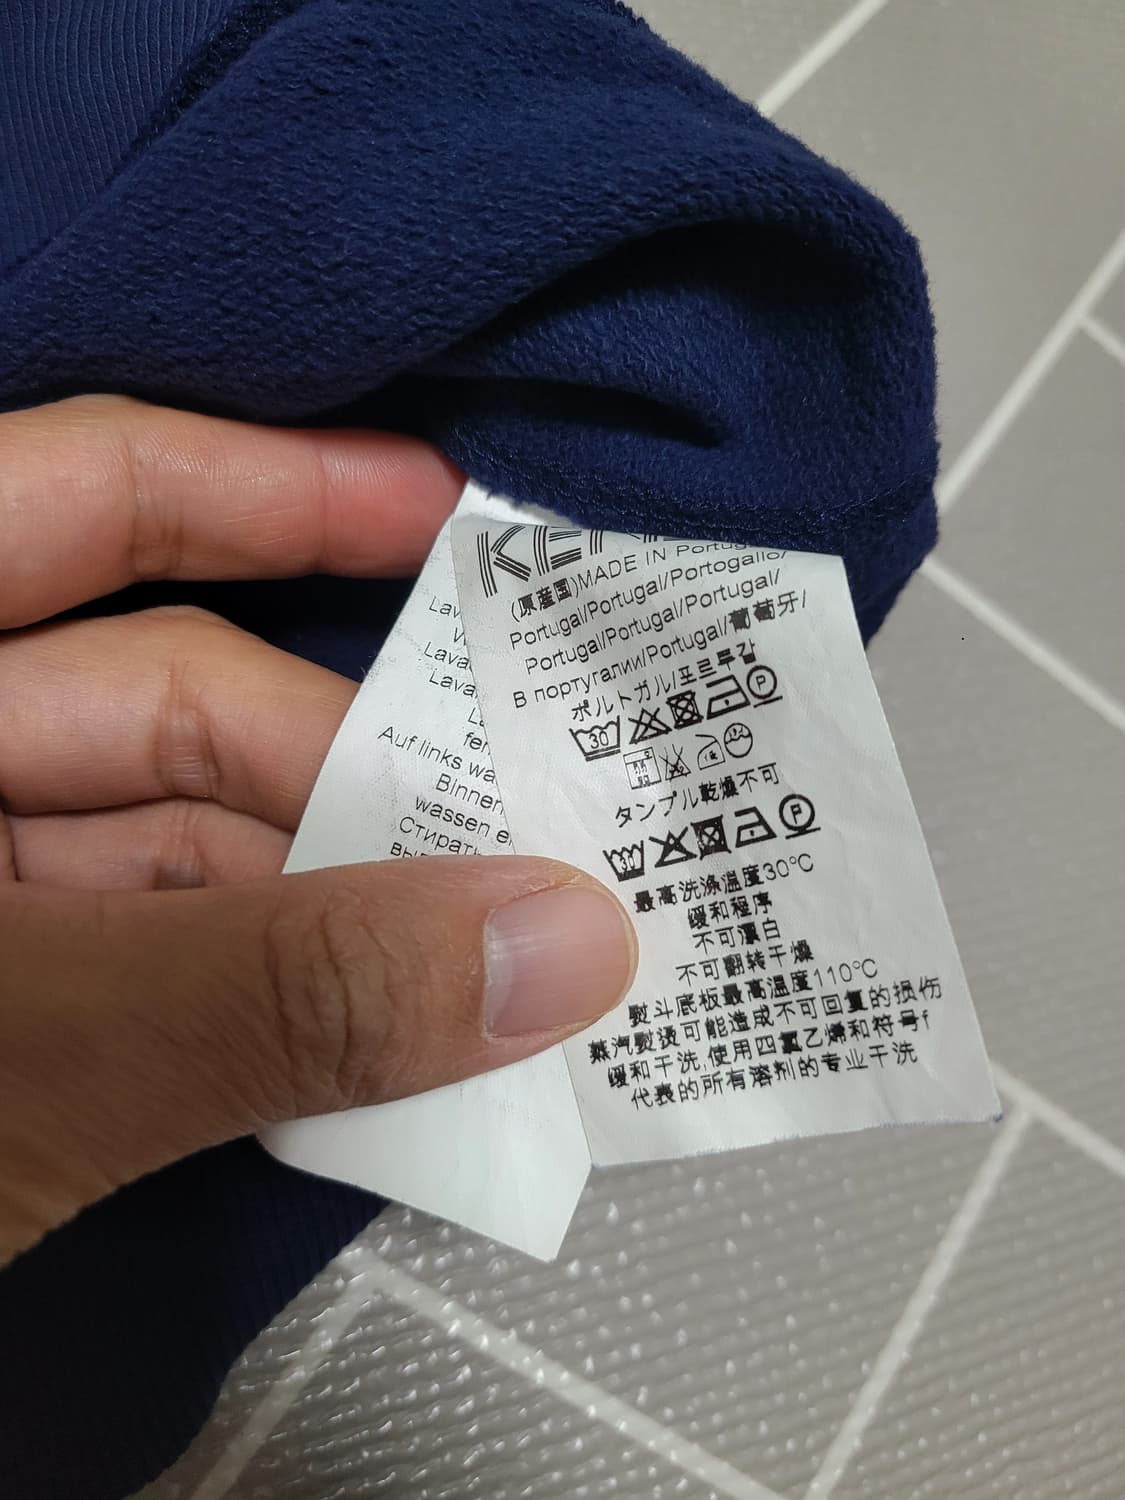 (原産国)MADE IN
Portugal/Portugal/Portogallo/
Portugal/Portugal/Portugal/
В португалии/Portugal/葡萄牙/
ポルトガル/포르투갈
30
P
タンブル乾燥不可
30
P
最高洗涤温度30°C
缓和程序
不可漂白
不可翻转干燥
熨斗底板最高温度110°C
蒸汽熨烫可能造成不可回复的损伤
缓和干洗,使用四氯乙烯和符号f
代表的所有溶剂的专业干洗
Auf links
wassen